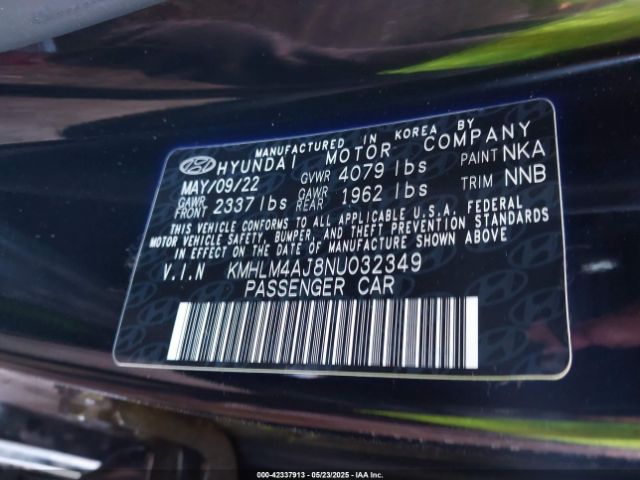 MANUFACTURED IN KOREA BY
HYUNDAI MOTOR COMPANY
MAY/09/22 GVWR 4079 lbs PAINT NKA
GAWR FRONT 2337 lbs GAWR REAR 1962 lbs TRIM NNB
THIS VEHICLE CONFORMS TO ALL APPLICABLE U.S.A. FEDERAL
MOTOR VEHICLE SAFETY, BUMPER, AND THEFT PREVENTION STANDARDS
IN EFFECT ON THE DATE OF MANUFACTURE SHOWN ABOVE.
V.I.N KMHLM4AJ8NU032349
PASSENGER CAR
000-42337913 - 05/23/2025 - IAA Inc.